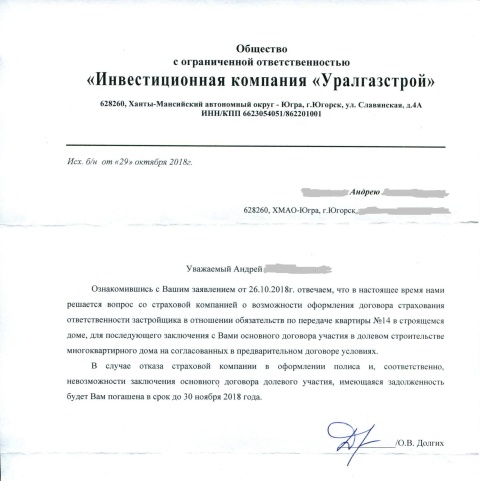 Общество
с ограниченной ответственностью
«Инвестиционная компания «Уралгазстрой»
628260, Ханты-Мансийский автономный округ - Югра, г.Югорск, ул. Славянская, д.4А
ИНН/КПП 6623054051/862201001
Исх. б/н от «29» октября 2018г.
Андрею
628260, ХМАО-Югра, г.Югорск,
Уважаемый Андрей
Ознакомившись с Вашим заявлением от 26.10.2018г. отвечаем, что в настоящее время нами
решается вопрос со страховой компанией о возможности оформления договора страхования
ответственности застройщика в отношении обязательств по передаче квартиры №14 в строящемся
доме, для последующего заключения с Вами основного договора участия в долевом строительстве
многоквартирного дома на согласованных в предварительном договоре условиях.
В случае отказа страховой компании в оформлении полиса и, соответственно,
невозможности заключения основного договора долевого участия, имеющаяся задолженность
будет Вам погашена в срок до 30 ноября 2018 года.
/О.В. Долгих